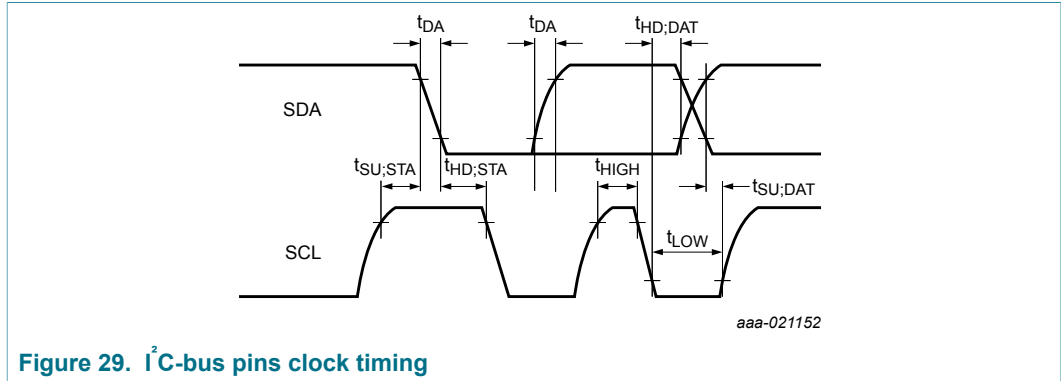 tDA tDA tHD;DAT
SDA
tSU;STA tHD;STA tHIGH tSU;DAT
SCL tLOW
aaa-021152
Figure 29. I²C-bus pins clock timing